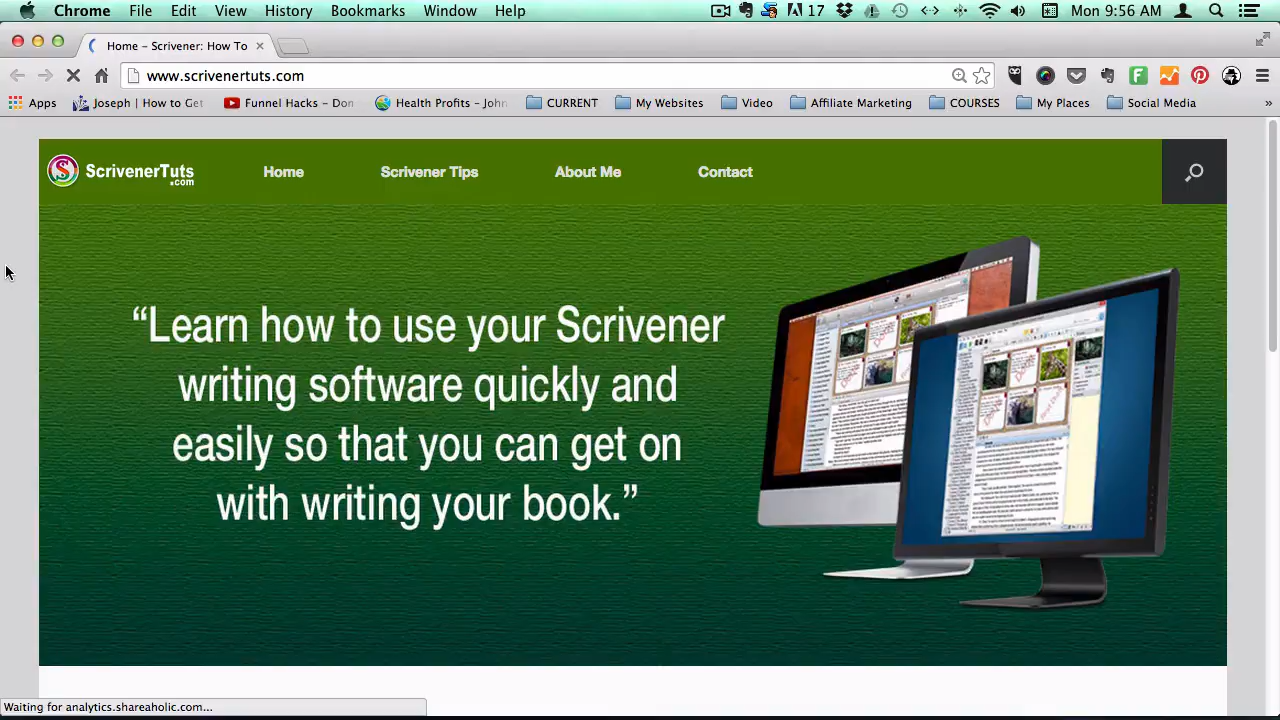 Chrome File Edit View History Bookmarks Window Help 17 Mon 9:56 AM
Home – Scrivener: How To
www.scrivenertuts.com
Apps Joseph | How to Get Funnel Hacks – Don Health Profits – John CURRENT My Websites Video Affiliate Marketing COURSES My Places Social Media »
ScrivenerTuts.com Home Scrivener Tips About Me Contact
“Learn how to use your Scrivener
writing software quickly and
easily so that you can get on
with writing your book.”
Waiting for analytics.shareaholic.com...